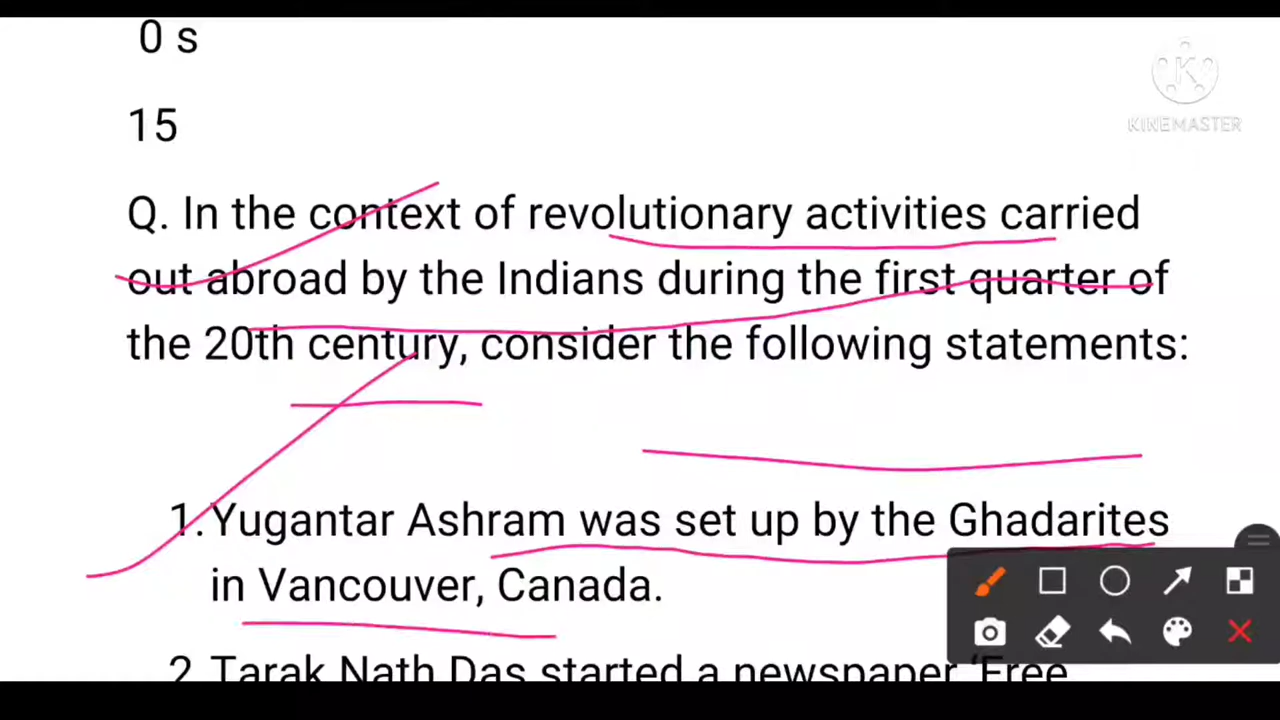 0 s
15
KINEMASTER
Q. In the context of revolutionary activities carried
out abroad by the Indians during the first quarter of
the 20th century, consider the following statements:
1. Yugantar Ashram was set up by the Ghadarites
in Vancouver, Canada.
2. Tarak Nath Das started a newspaper ‘Free